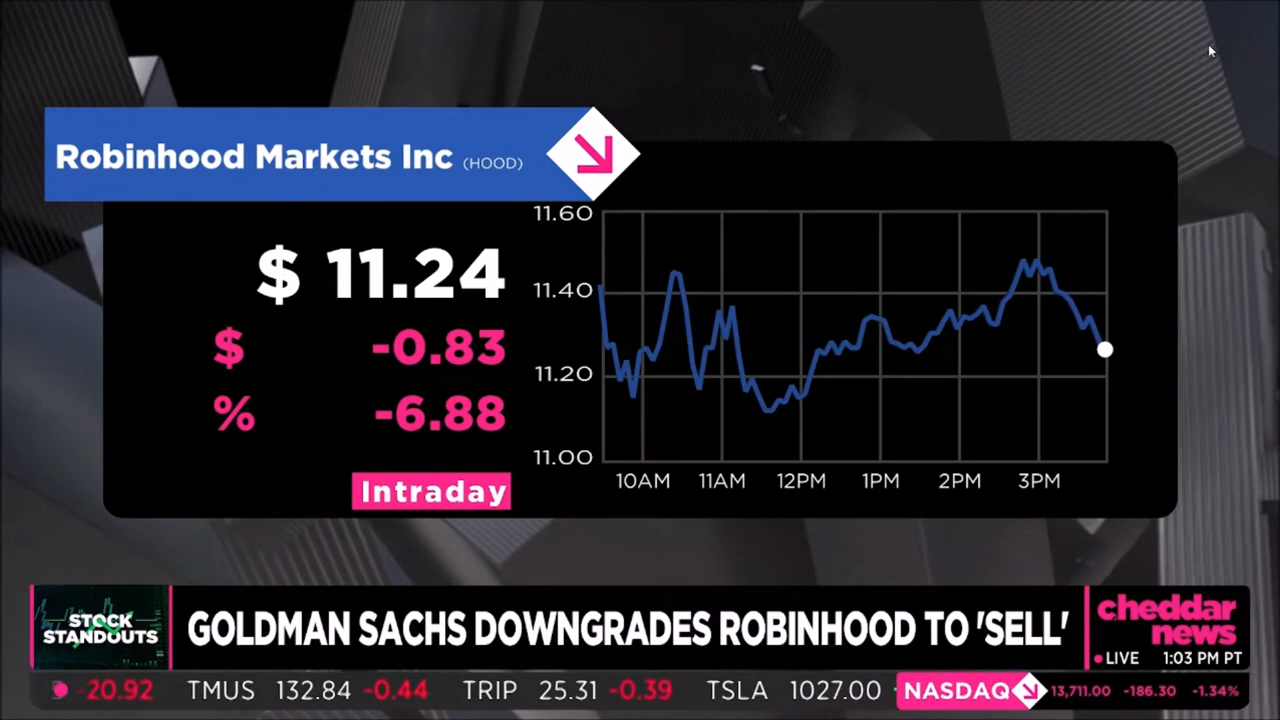 Robinhood Markets Inc (HOOD)
$ 11.24
$ -0.83
% -6.88
Intraday
11.60
11.40
11.20
11.00
10AM 11AM 12PM 1PM 2PM 3PM
STOCK
STANDOUTS
GOLDMAN SACHS DOWNGRADES ROBINHOOD TO 'SELL'
cheddar
news
LIVE 1:03 PM PT
-20.92 TMUS 132.84 -0.44 TRIP 25.31 -0.39 TSLA 1027.00 NASDAQ 13,711.00 -186.30 -1.34%